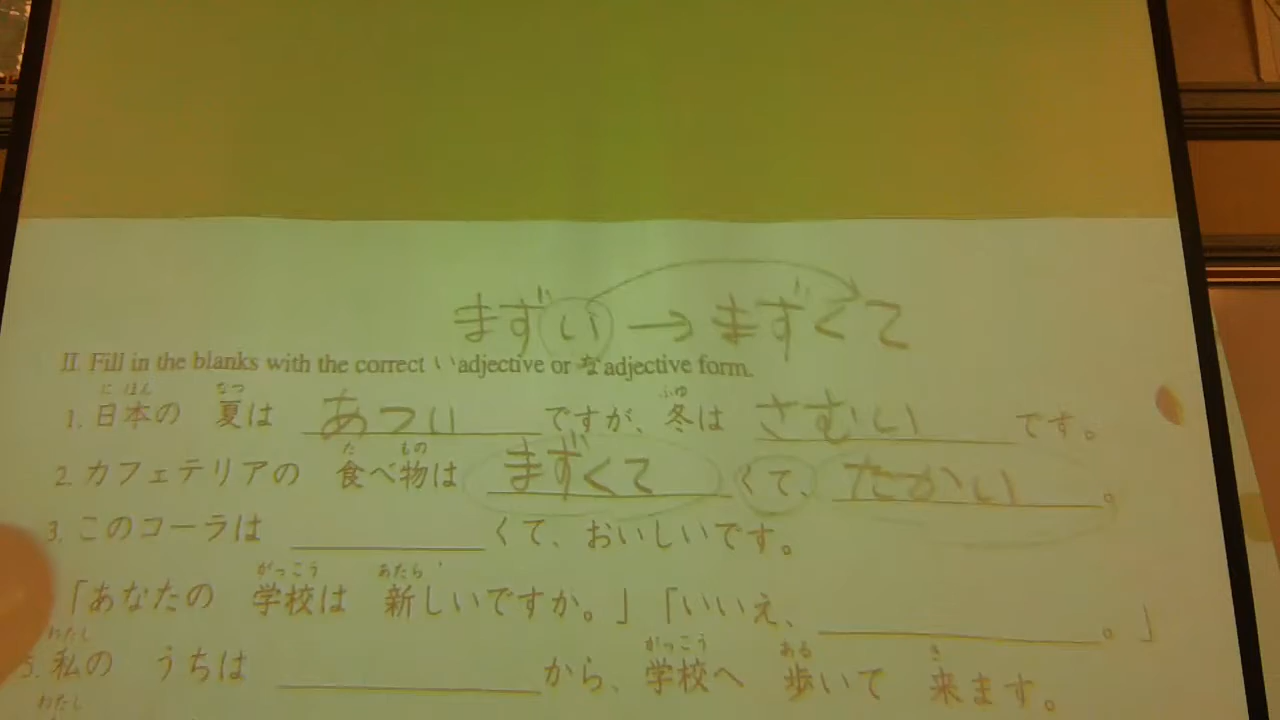 まずい → まずくて
II. Fill in the blanks with the correct い adjective or な adjective form.
にほん なつ ふゆ
1. 日本の 夏は あつい ですが、冬は さむい です。
た もの
2. カフェテリアの 食べ物は まずくて くて、たかい。
3. このコーラは くて、おいしいです。
がっこう あたら
「あなたの 学校は 新しいですか。」「いいえ、 。」
わたし がっこう ある き
5. 私の うちは から、学校へ 歩いて 来ます。
わたし